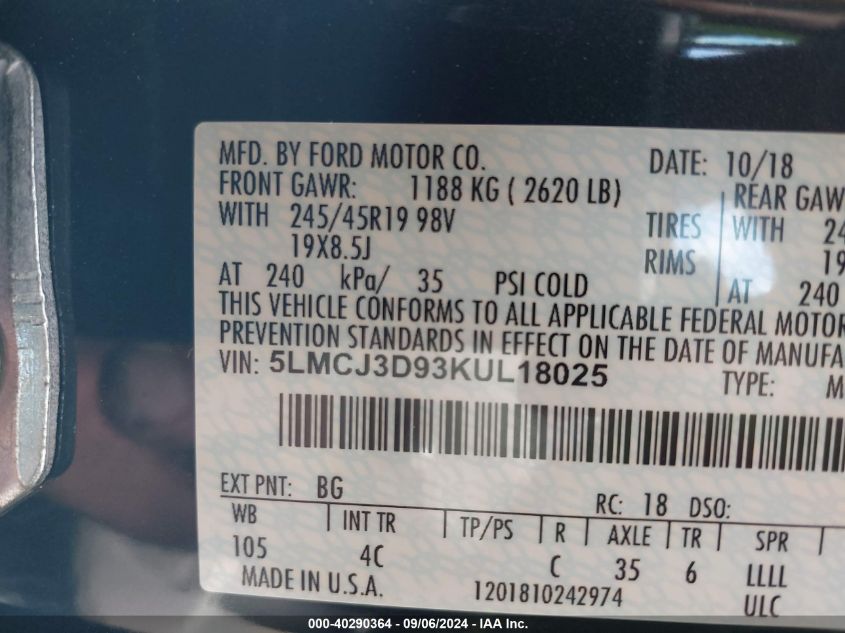 MFD. BY FORD MOTOR CO. DATE: 10/18
FRONT GAWR: 1188 KG ( 2620 LB) REAR GAW
WITH 245/45R19 98V TIRES WITH 24
19X8.5J RIMS 19
AT 240 kPa/ 35 PSI COLD AT 240
THIS VEHICLE CONFORMS TO ALL APPLICABLE FEDERAL MOTOR
PREVENTION STANDARDS IN EFFECT ON THE DATE OF MANUFA
VIN: 5LMCJ3D93KUL18025 TYPE: M
EXT PNT: BG RC: 18 DSO:
WB INT TR TP/PS R AXLE TR SPR
105 4C C 35 6 LLLL
MADE IN U.S.A. 1201810242974 ULC
000-40290364 - 09/06/2024 - IAA Inc.